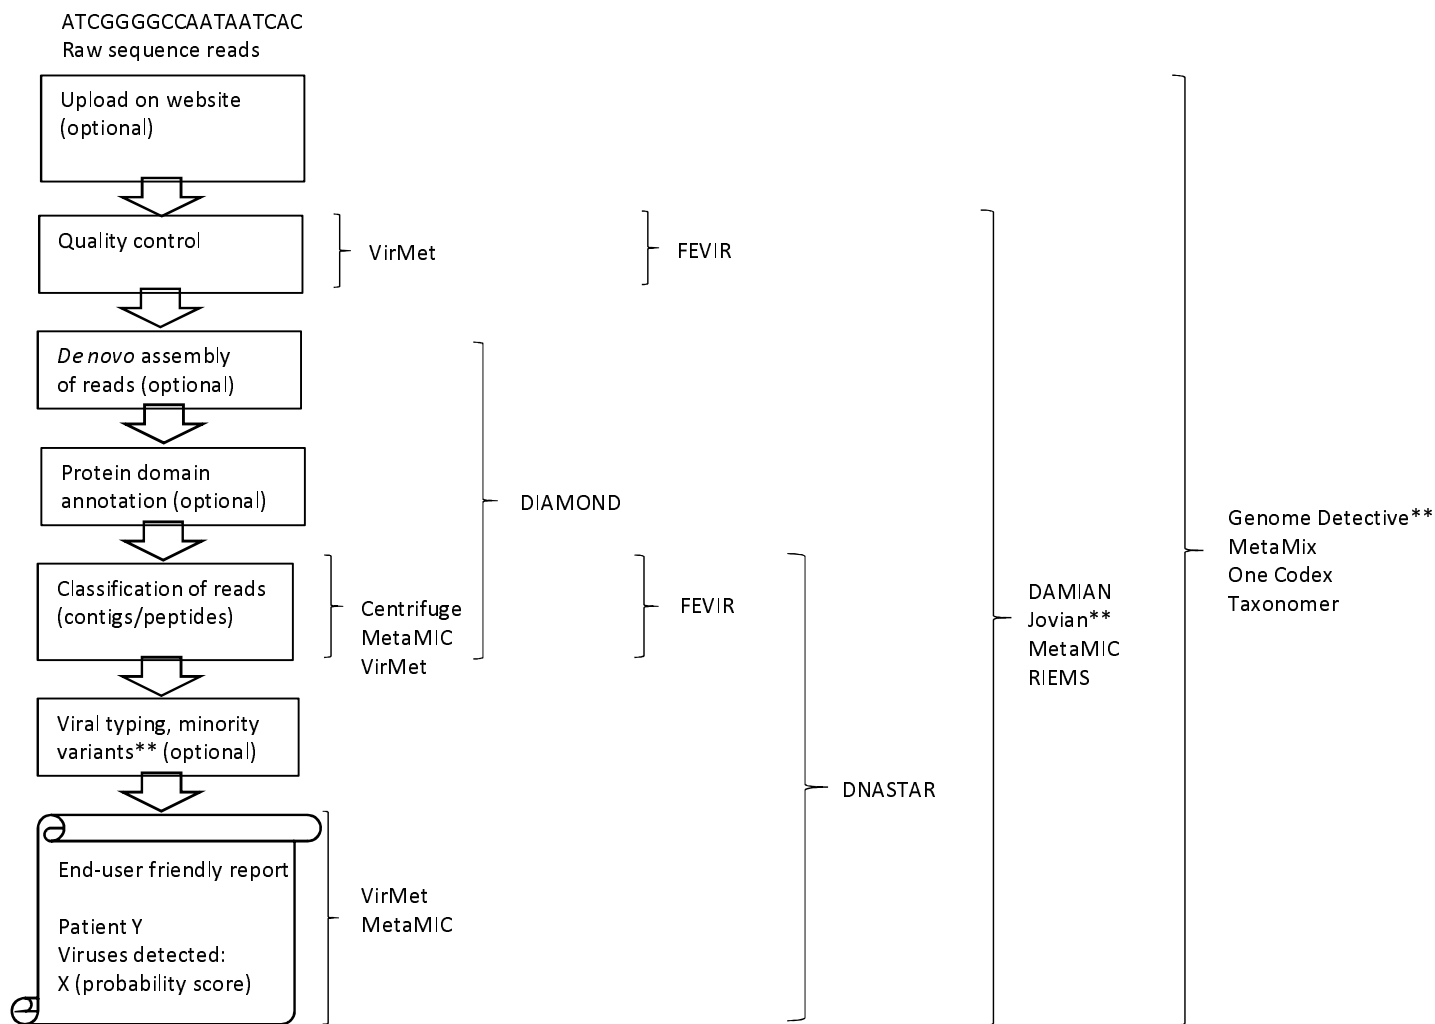 ATCGGGGCCAATAATCAC
Raw sequence reads
Upload on website
(optional)
Quality control
VirMet
FEVIR
De novo assembly
of reads (optional)
Protein domain
annotation (optional)
DIAMOND
Classification of reads
(contigs/peptides)
Centrifuge
MetaMIC
VirMet
FEVIR
Viral typing, minority
variants** (optional)
DNASTAR
End-user friendly report
Patient Y
Viruses detected:
X (probability score)
VirMet
MetaMIC
DAMIAN
Jovian**
MetaMIC
RIEMS
Genome Detective**
MetaMix
One Codex
Taxonomer